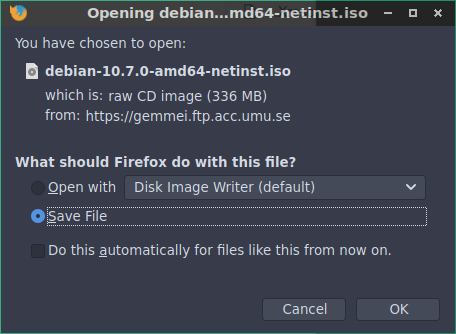 Opening debian...md64-netinst.iso
You have chosen to open:
debian-10.7.0-amd64-netinst.iso
which is: raw CD image (336 MB)
from: https://gemmei.ftp.acc.umu.se
What should Firefox do with this file?
Open with Disk Image Writer (default)
Save File
Do this automatically for files like this from now on.
Cancel OK